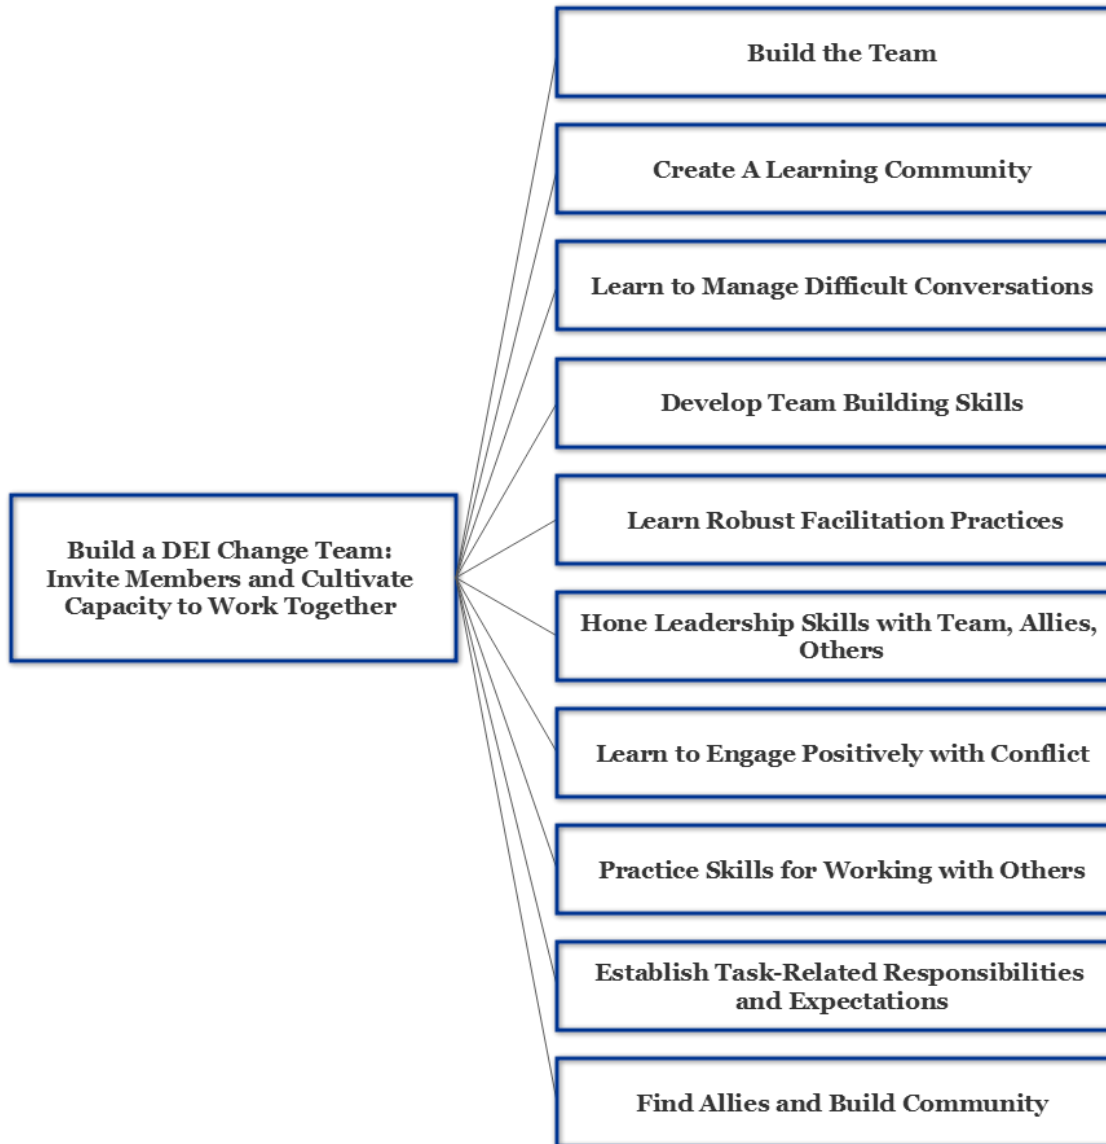 Build the Team
Create A Learning Community
Learn to Manage Difficult Conversations
Develop Team Building Skills
Learn Robust Facilitation Practices
Build a DEI Change Team:
Invite Members and Cultivate
Capacity to Work Together
Hone Leadership Skills with Team, Allies,
Others
Learn to Engage Positively with Conflict
Practice Skills for Working with Others
Establish Task-Related Responsibilities
and Expectations
Find Allies and Build Community